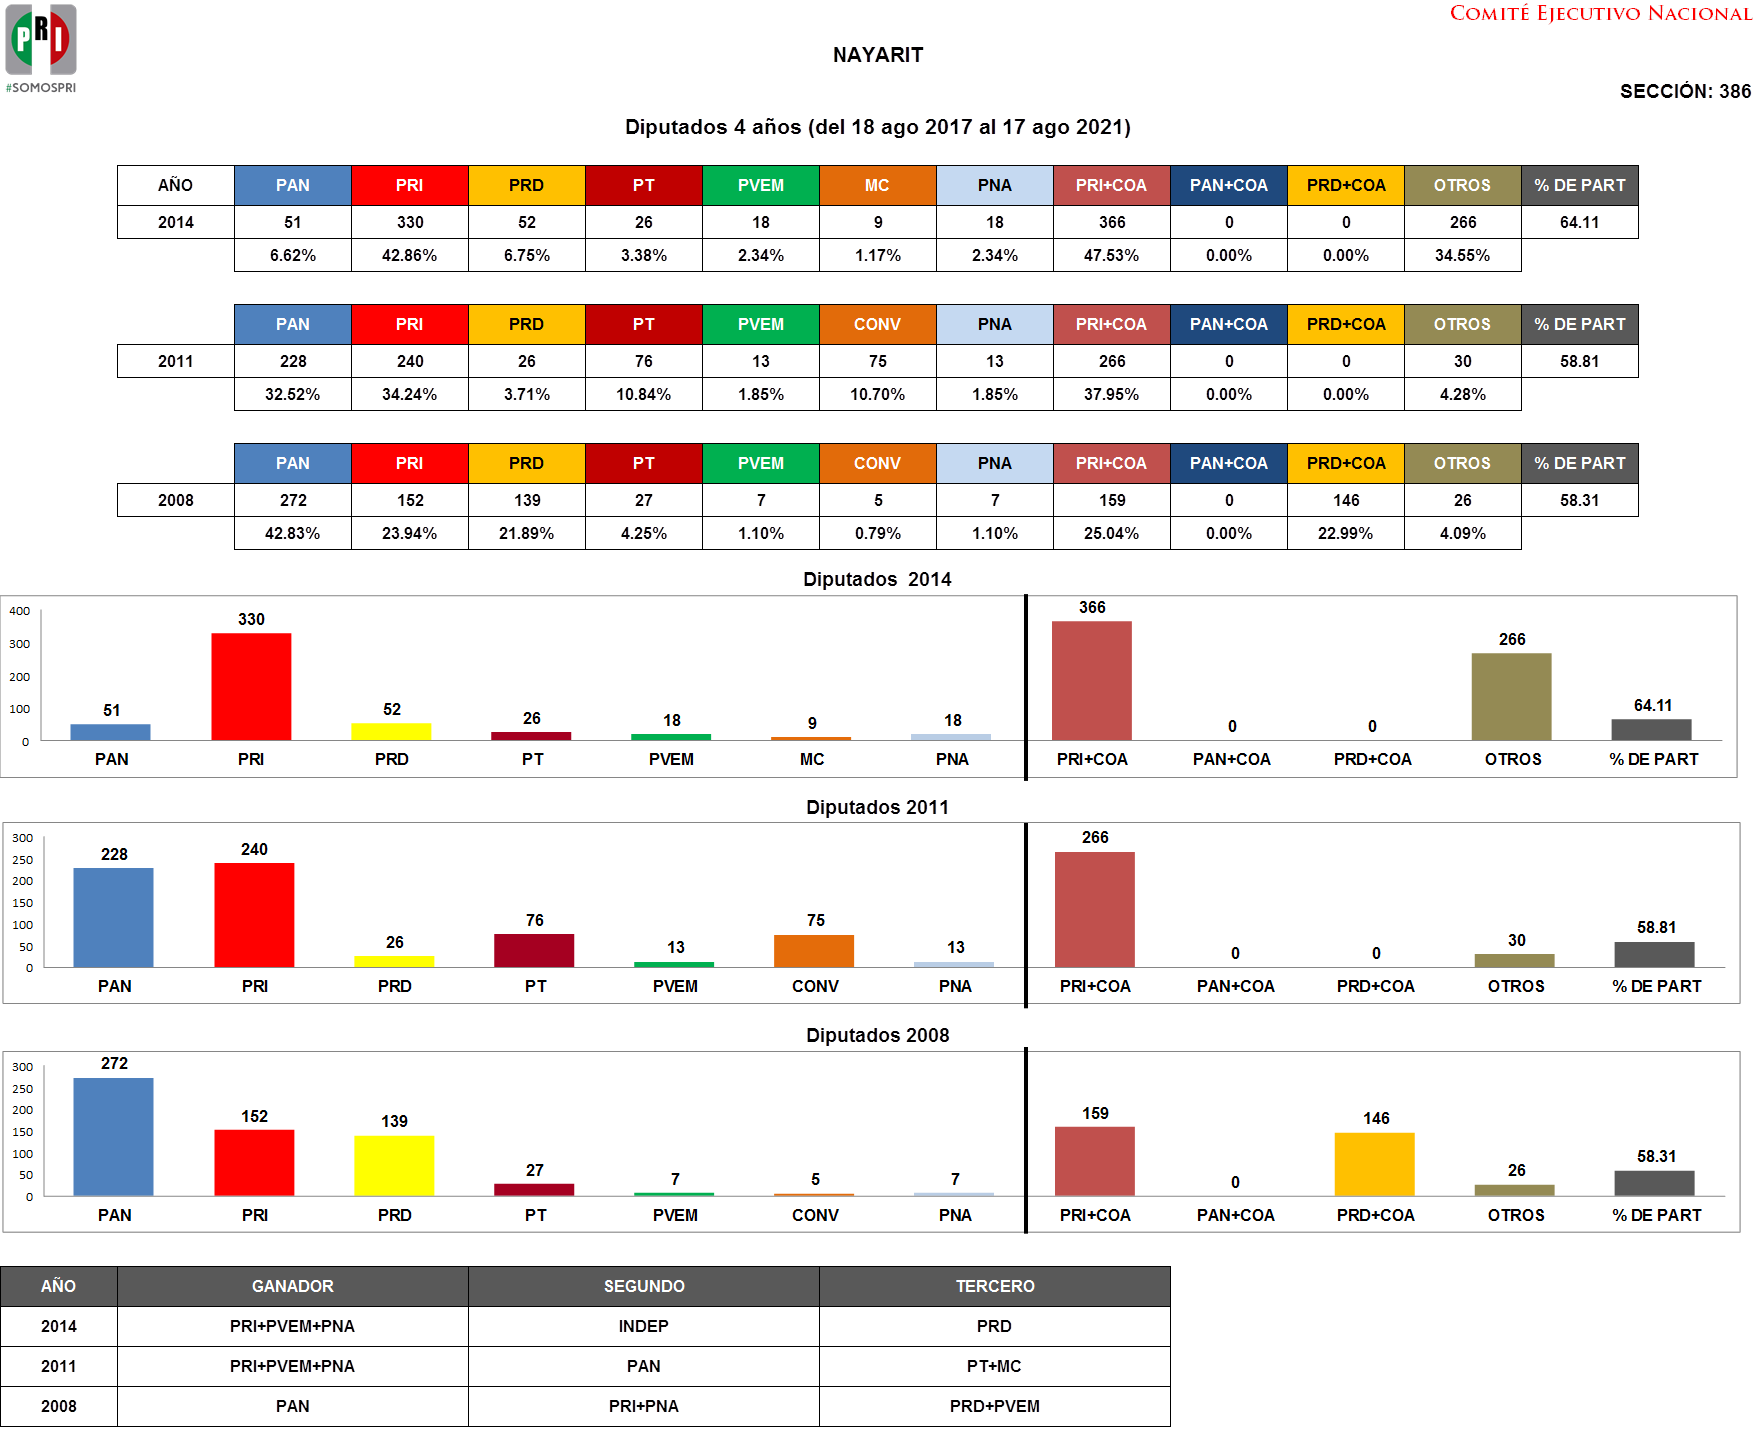 PRI
#SOMOSPRI
COMITÉ EJECUTIVO NACIONAL
NAYARIT
SECCIÓN: 386
Diputados 4 años (del 18 ago 2017 al 17 ago 2021)
AÑO PAN PRI PRD PT PVEM MC PNA PRI+COA PAN+COA PRD+COA OTROS % DE PART
2014 51 330 52 26 18 9 18 366 0 0 266 64.11
6.62% 42.86% 6.75% 3.38% 2.34% 1.17% 2.34% 47.53% 0.00% 0.00% 34.55%
PAN PRI PRD PT PVEM CONV PNA PRI+COA PAN+COA PRD+COA OTROS % DE PART
2011 228 240 26 76 13 75 13 266 0 0 30 58.81
32.52% 34.24% 3.71% 10.84% 1.85% 10.70% 1.85% 37.95% 0.00% 0.00% 4.28%
PAN PRI PRD PT PVEM CONV PNA PRI+COA PAN+COA PRD+COA OTROS % DE PART
2008 272 152 139 27 7 5 7 159 0 146 26 58.31
42.83% 23.94% 21.89% 4.25% 1.10% 0.79% 1.10% 25.04% 0.00% 22.99% 4.09%
Diputados 2014
400
300
200
100
0
51 330 52 26 18 9 18 366 0 0 266 64.11
PAN PRI PRD PT PVEM MC PNA PRI+COA PAN+COA PRD+COA OTROS % DE PART
Diputados 2011
300
250
200
150
100
50
0
228 240 26 76 13 75 13 266 0 0 30 58.81
PAN PRI PRD PT PVEM CONV PNA PRI+COA PAN+COA PRD+COA OTROS % DE PART
Diputados 2008
300
250
200
150
100
50
0
272 152 139 27 7 5 7 159 0 146 26 58.31
PAN PRI PRD PT PVEM CONV PNA PRI+COA PAN+COA PRD+COA OTROS % DE PART
AÑO GANADOR SEGUNDO TERCERO
2014 PRI+PVEM+PNA INDEP PRD
2011 PRI+PVEM+PNA PAN PT+MC
2008 PAN PRI+PNA PRD+PVEM